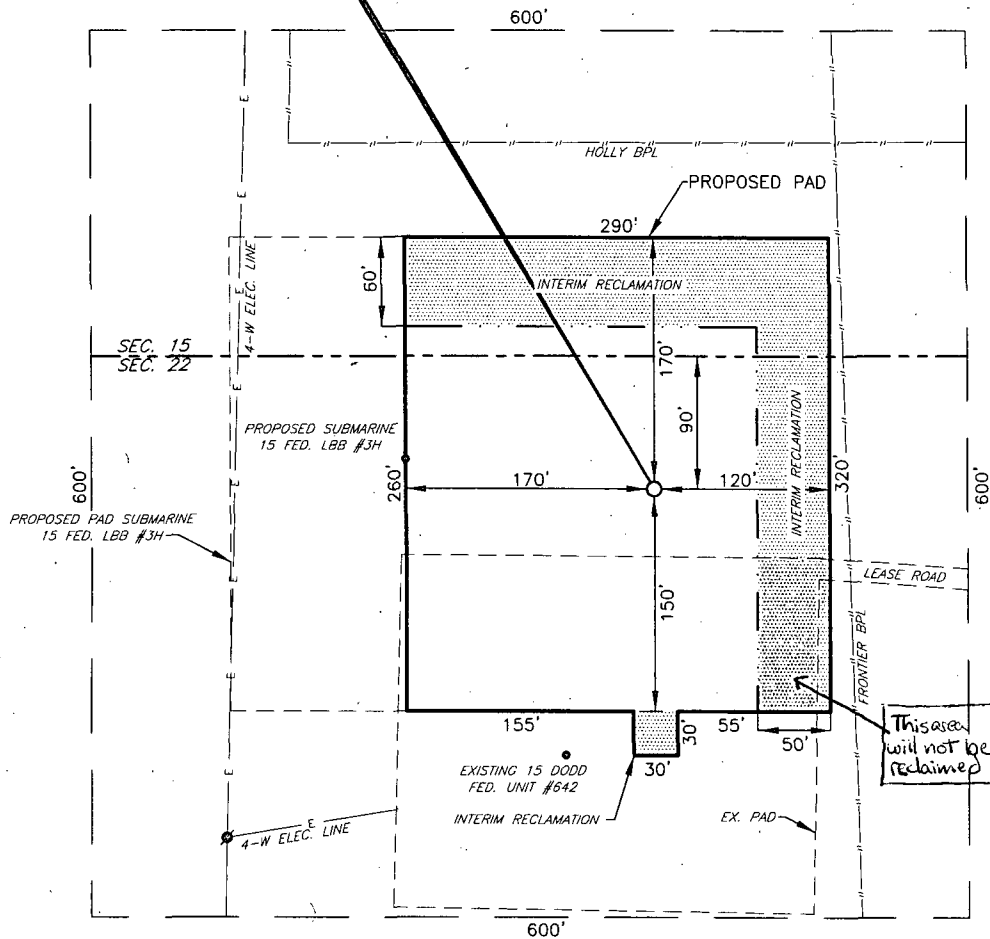 600'
E
HOLLY BPL
PROPOSED PAD
290'
4-W ELEC. LINE
60'
INTERIM RECLAMATION
SEC. 15
SEC. 22
170'
90'
PROPOSED SUBMARINE
15 FED. LBB #3H
INTERIM RECLAMATION
600'
260'
170'
120'
320'
600'
PROPOSED PAD SUBMARINE
15 FED. LBB #3H
LEASE ROAD
150'
FRONTIER BPL
155'
55'
50'
30'
30'
This area
will not be
reclaimed
EXISTING 15 DODD
FED. UNIT #642
INTERIM RECLAMATION
EX. PAD
E
4-W ELEC. LINE
600'